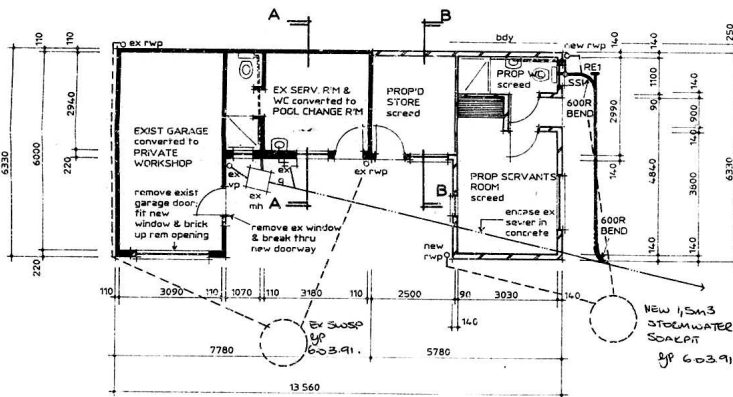 A
B
110
ex rwp
bdy
new rwp
140
250
110
2940
6330
6000
220
220
EXIST GARAGE
converted to
PRIVATE
WORKSHOP
EX SERV. R'M &
WC converted to
POOL CHANGE R'M
PROP'D
STORE
screed
PROP WC
screed
RE1
600R
BEND
140
1100
90
2990
140
140
900
140
4840
3800
6330
140
140
remove exist
garage door,
fit new
window & brick
up rem opening
ex
vp
ex
mh
ex
g
A
ex rwp
B
PROP SERVANTS
ROOM
screed
remove ex window
& break thru
new doorway
encase ex
sewer in
concrete
new
rwp
600R
BEND
110
3090
110
1070
110
3180
110
2500
90
3030
140
140
7780
5780
13 560
EX SWSP
6.03.91.
NEW 1,5m3
STORMWATER
SOAKPIT
6.03.91